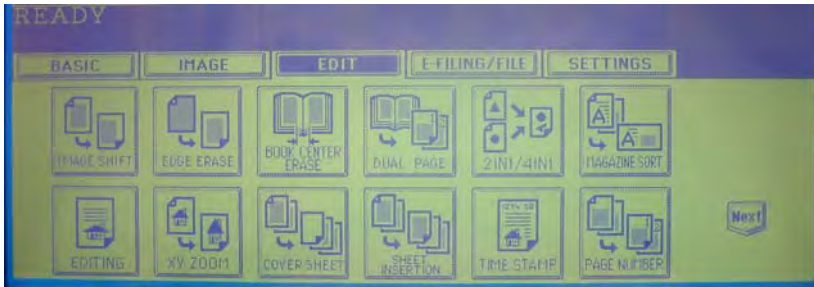 READY
BASIC IMAGE EDIT E-FILING/FILE SETTINGS
IMAGE SHIFT
EDGE ERASE
BOOK CENTER
ERASE
DUAL PAGE
2IN1/4IN1
A
A
MAGAZINE SORT
EDITING
XY ZOOM
COVER SHEET
SHEET
INSERTION
TIME STAMP
PAGE NUMBER
Next